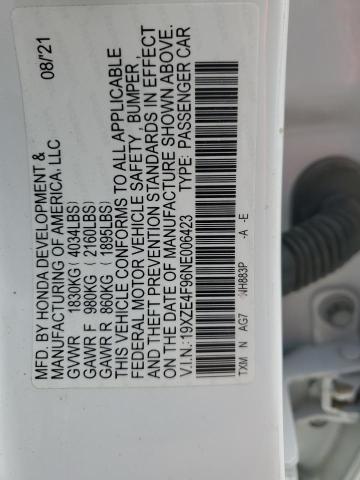 MFD. BY HONDA DEVELOPMENT & 08/21
MANUFACTURING OF AMERICA, LLC
GVWR 1830KG (4034LBS)
GAWR F 980KG (2160LBS)
GAWR R 860KG (1895LBS)
THIS VEHICLE CONFORMS TO ALL APPLICABLE
FEDERAL MOTOR VEHICLE SAFETY, BUMPER,
AND THEFT PREVENTION STANDARDS IN EFFECT
ON THE DATE OF MANUFACTURE SHOWN ABOVE.
V.I.N.: 19XZE4F96NE006423 TYPE: PASSENGER CAR
TXM N AG7 NH883P -A -E